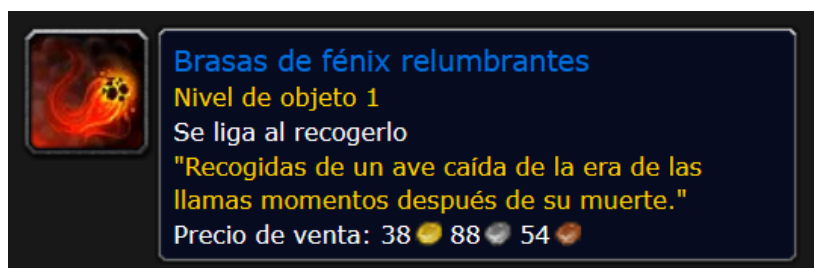 Brasas de fénix relumbrantes
Nivel de objeto 1
Se liga al recogerlo
"Recogidas de un ave caída de la era de las
llamas momentos después de su muerte."
Precio de venta: 38 88 54